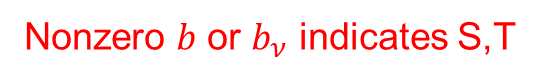 Nonzero 𝑏 or 𝑏𝜈 indicates S,T